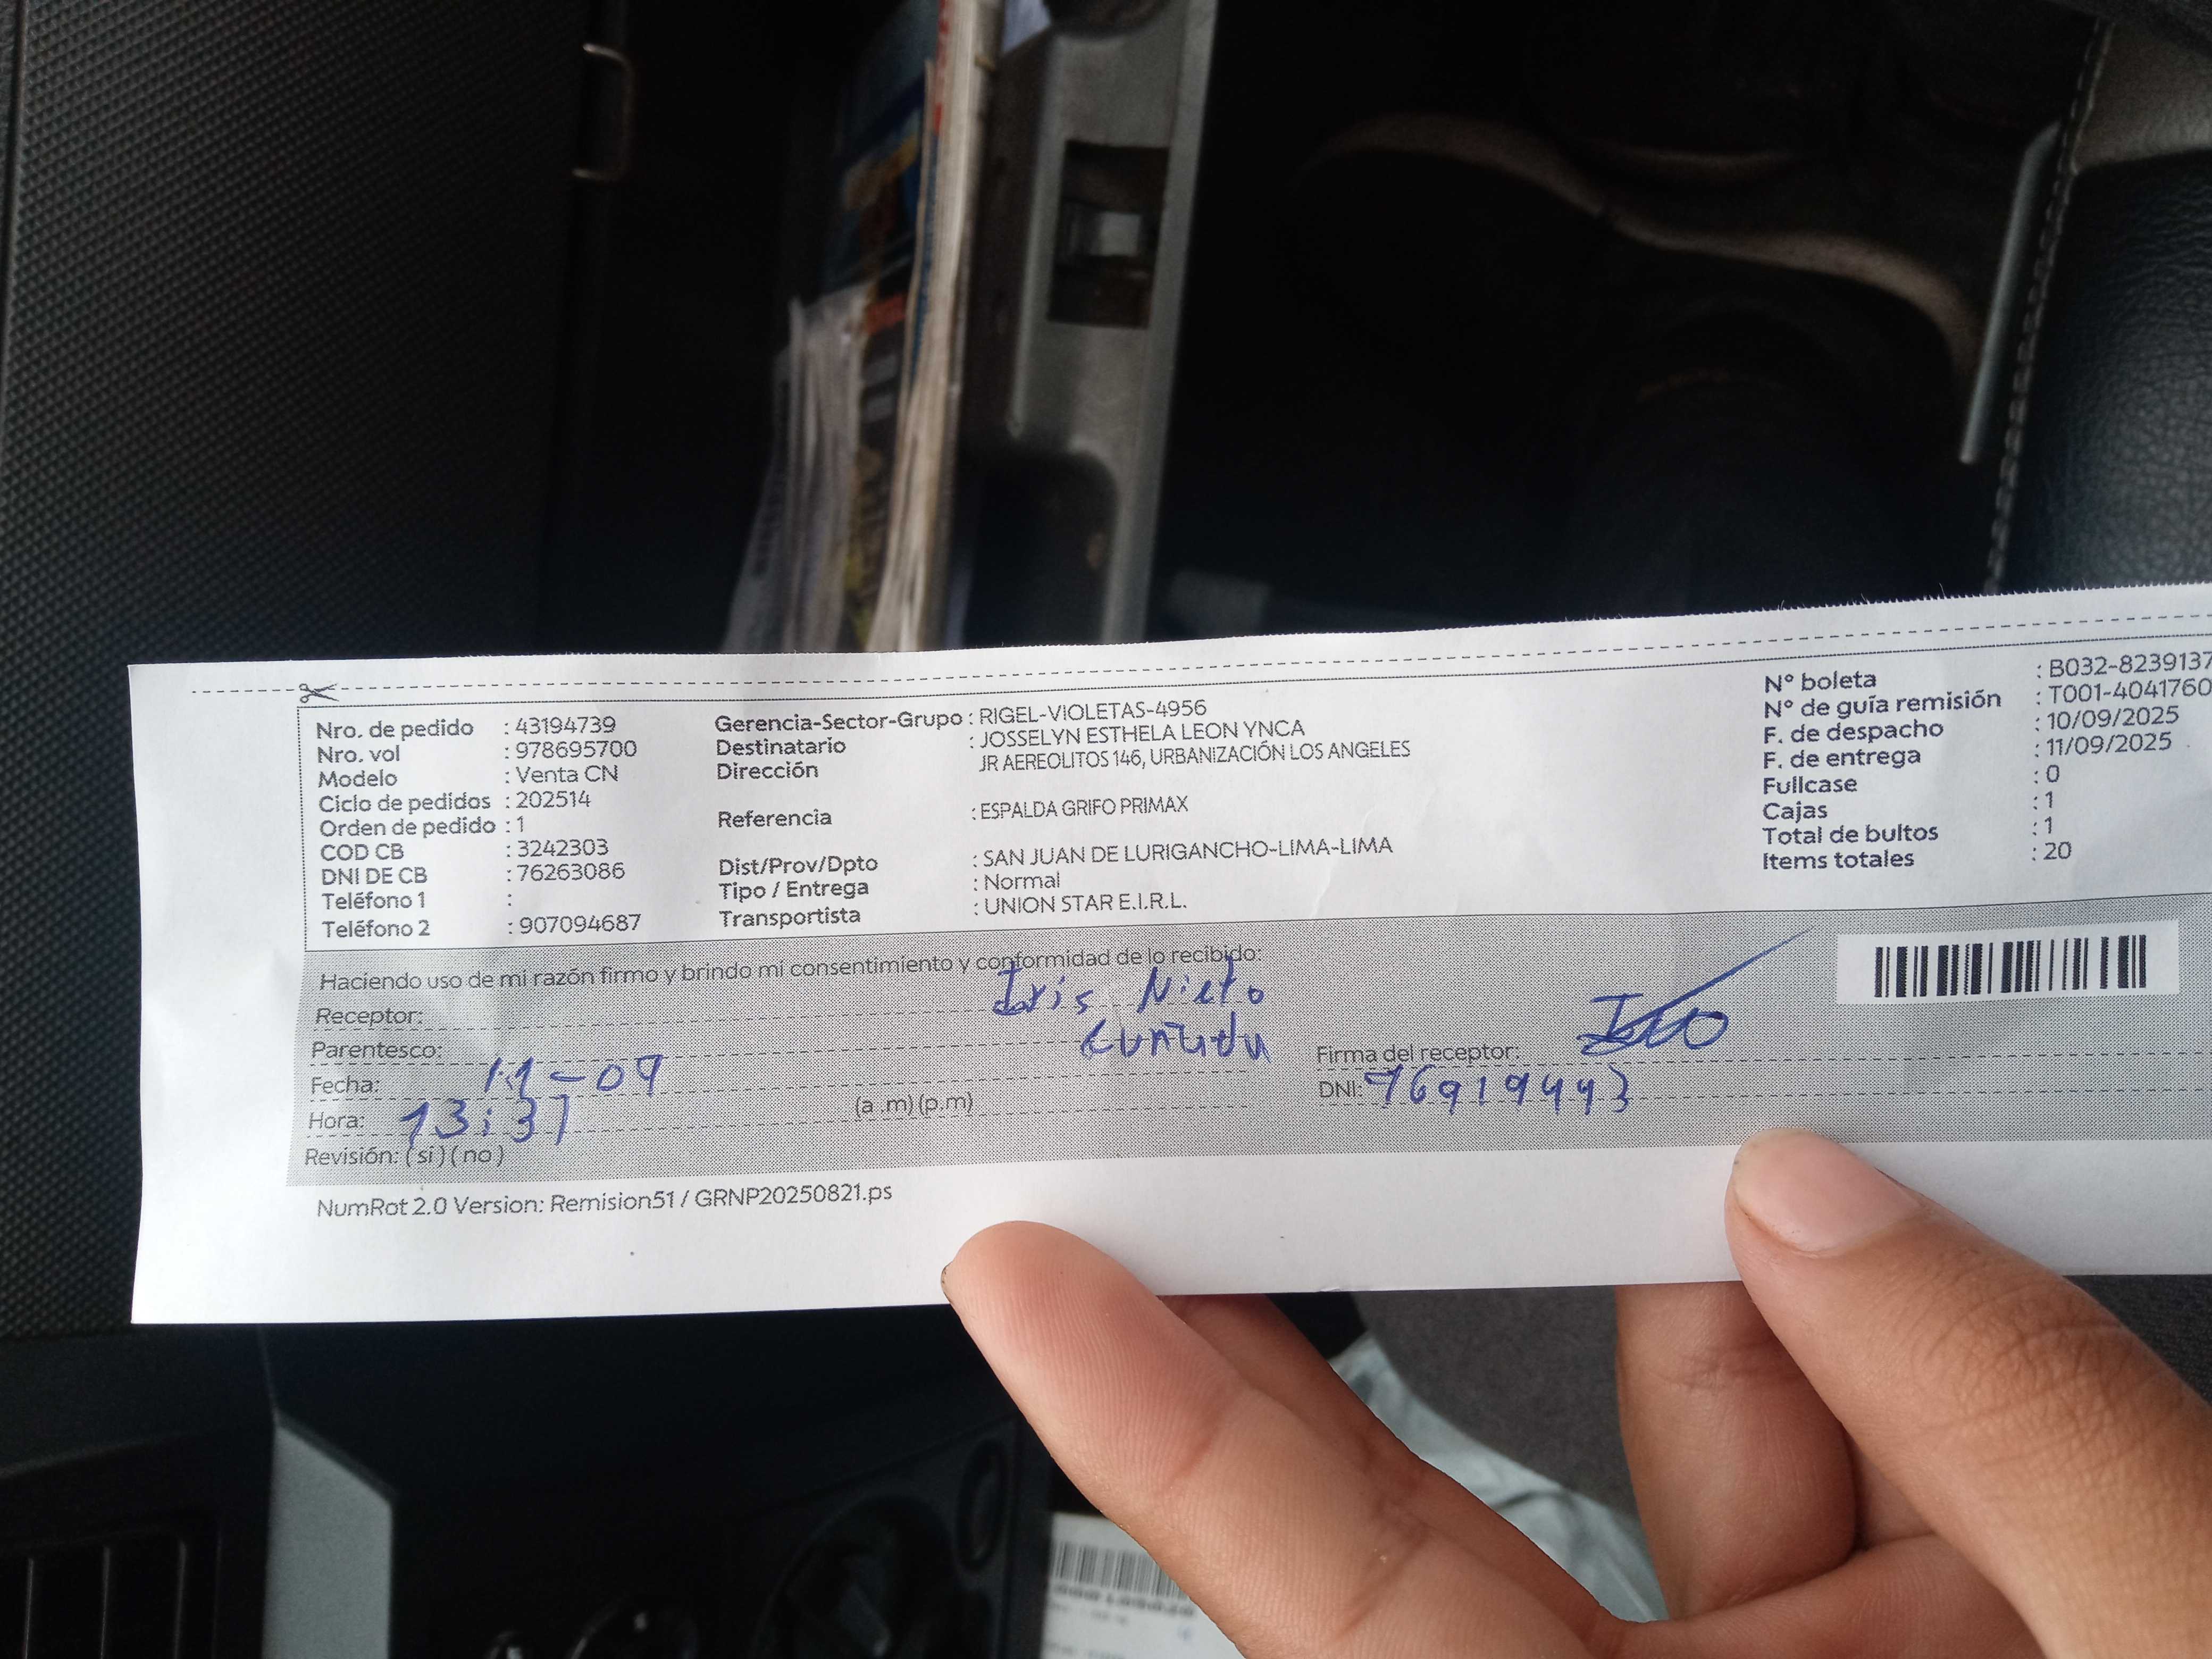 Nro. de pedido : 43194739
Nro. vol : 978695700
Modelo : Venta CN
Ciclo de pedidos : 202514
Orden de pedido : 1
COD CB : 3242303
DNI DE CB : 76263086
Teléfono 1 :
Teléfono 2 : 907094687
Gerencia-Sector-Grupo : RIGEL-VIOLETAS-4956
Destinatario : JOSSELYN ESTHELA LEON YNCA
Dirección JR AEREOLITOS 146, URBANIZACIÓN LOS ANGELES
Referencia : ESPALDA GRIFO PRIMAX
Dist/Prov/Dpto : SAN JUAN DE LURIGANCHO-LIMA-LIMA
Tipo / Entrega : Normal
Transportista : UNION STAR E.I.R.L.
N° boleta : B032-8239137
N° de guía remisión : T001-4041760
F. de despacho : 10/09/2025
F. de entrega : 11/09/2025
Fullcase : 0
Cajas : 1
Total de bultos : 1
Items totales : 20
Haciendo uso de mi razón firmo y brindo mi consentimiento y conformidad de lo recibido:
Receptor: Iris Nieto
Parentesco: Cuñada
Fecha: 11-09
Hora: 13:31 (a .m) (p.m)
Revisión: ( si ) ( no )
Firma del receptor:
DNI: 76919443
NumRot 2.0 Version: Remision51 / GRNP20250821.ps